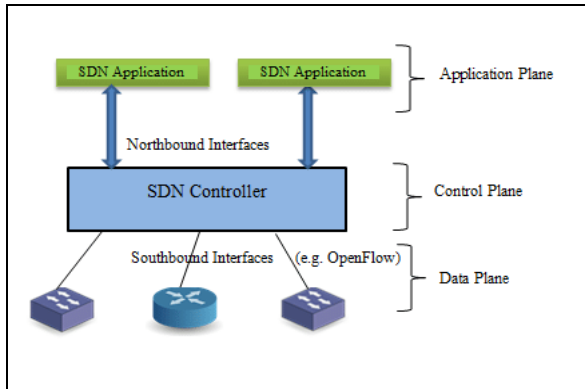 SDN Application
SDN Application
Application Plane
Northbound Interfaces
SDN Controller
Control Plane
Southbound Interfaces (e.g. OpenFlow)
Data Plane